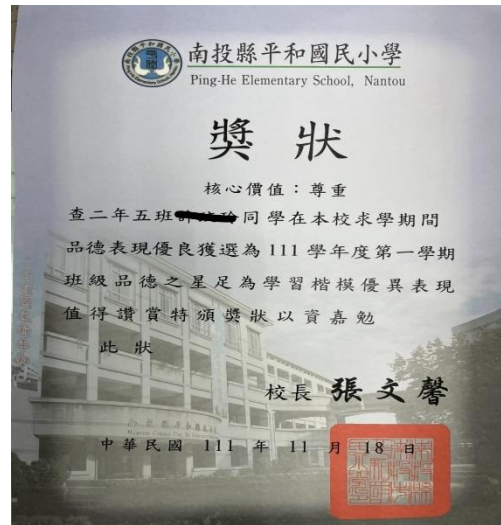 南投縣平和國民小學
Ping-He Elementary School, Nantou
獎狀
核心價值：尊重
查二年五班同學在本校求學期間
品德表現優良獲選為111學年度第一學期
班級品德之星足為學習楷模優異表現
值得讚賞特頒獎狀以資嘉勉
此狀
校長 張文馨
中華民國 111 年 11 月 18 日